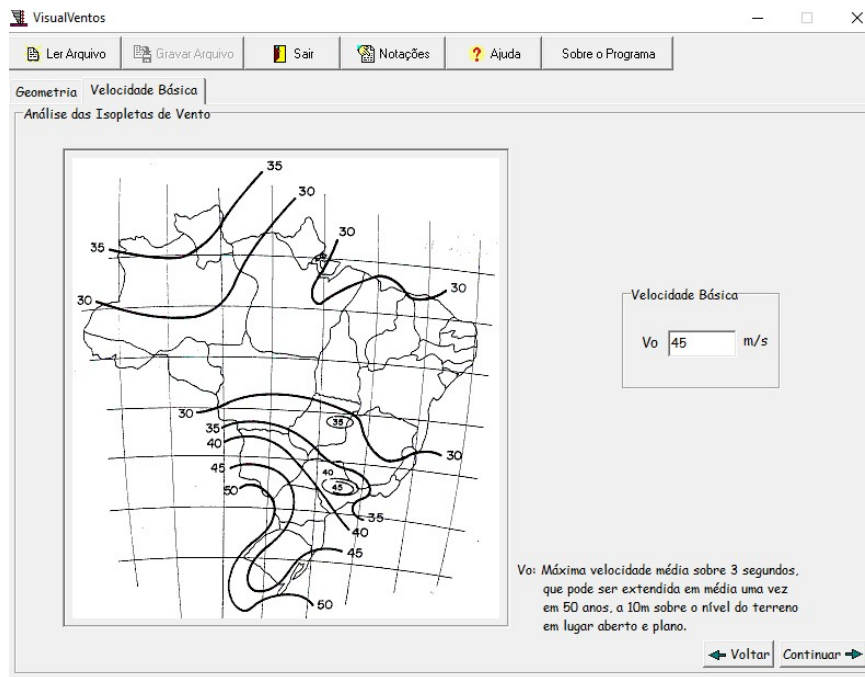 VisualVentos
Ler Arquivo Gravar Arquivo Sair Notações Ajuda Sobre o Programa
Geometria Velocidade Básica
Análise das Isopletas de Vento
35
30
30
35
30
30
Velocidade Básica
Vo 45 m/s
30
35
35
40
30
45
40
45
50
35
40
45
50
Vo: Máxima velocidade média sobre 3 segundos,
que pode ser extendida em média uma vez
em 50 anos, a 10m sobre o nível do terreno
em lugar aberto e plano.
Voltar Continuar